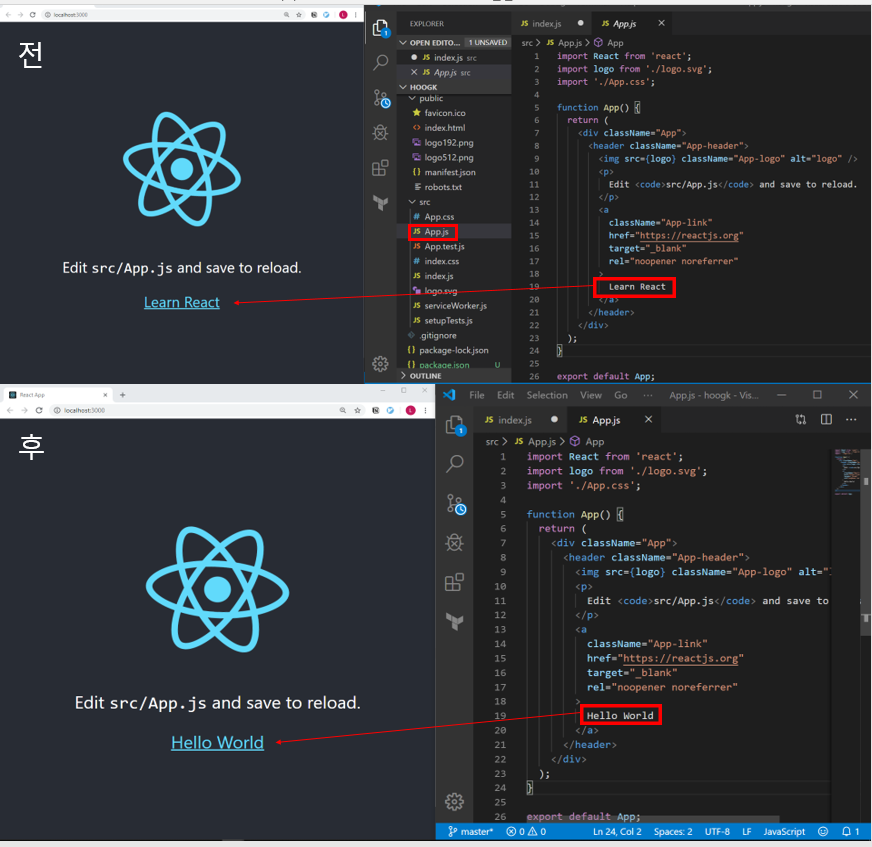 localhost:3000
전
Edit src/App.js and save to reload.
Learn React
EXPLORER
OPEN EDITO... 1 UNSAVED
JS index.js src
JS App.js src
HOOGK
public
favicon.ico
index.html
logo192.png
logo512.png
manifest.json
robots.txt
src
App.css
JS App.js
JS App.test.js
index.css
JS index.js
logo.svg
JS serviceWorker.js
JS setupTests.js
.gitignore
package-lock.json
package.json U
OUTLINE
JS index.js
JS App.js
src > JS App.js > App
1 import React from 'react';
2 import logo from './logo.svg';
3 import './App.css';
4
5 function App() {
6 return (
7 <div className="App">
8 <header className="App-header">
9 <img src={logo} className="App-logo" alt="logo" />
10 <p>
11 Edit <code>src/App.js</code> and save to reload.
12 </p>
13 <a
14 className="App-link"
15 href="https://reactjs.org"
16 target="_blank"
17 rel="noopener noreferrer"
18 >
19 Learn React
20 </a>
21 </header>
22 </div>
23 );
24 }
25
26 export default App;
React App
localhost:3000
후
Edit src/App.js and save to reload.
Hello World
File Edit Selection View Go ... App.js - hoogk - Vis...
JS index.js
JS App.js
src > JS App.js > App
1 import React from 'react';
2 import logo from './logo.svg';
3 import './App.css';
4
5 function App() {
6 return (
7 <div className="App">
8 <header className="App-header">
9 <img src={logo} className="App-logo" alt="l
10 <p>
11 Edit <code>src/App.js</code> and save to
12 </p>
13 <a
14 className="App-link"
15 href="https://reactjs.org"
16 target="_blank"
17 rel="noopener noreferrer"
18 >
19 Hello World
20 </a>
21 </header>
22 </div>
23 );
24 }
25
26 export default App;
master* 0 0 Ln 24, Col 2 Spaces: 2 UTF-8 LF JavaScript 1